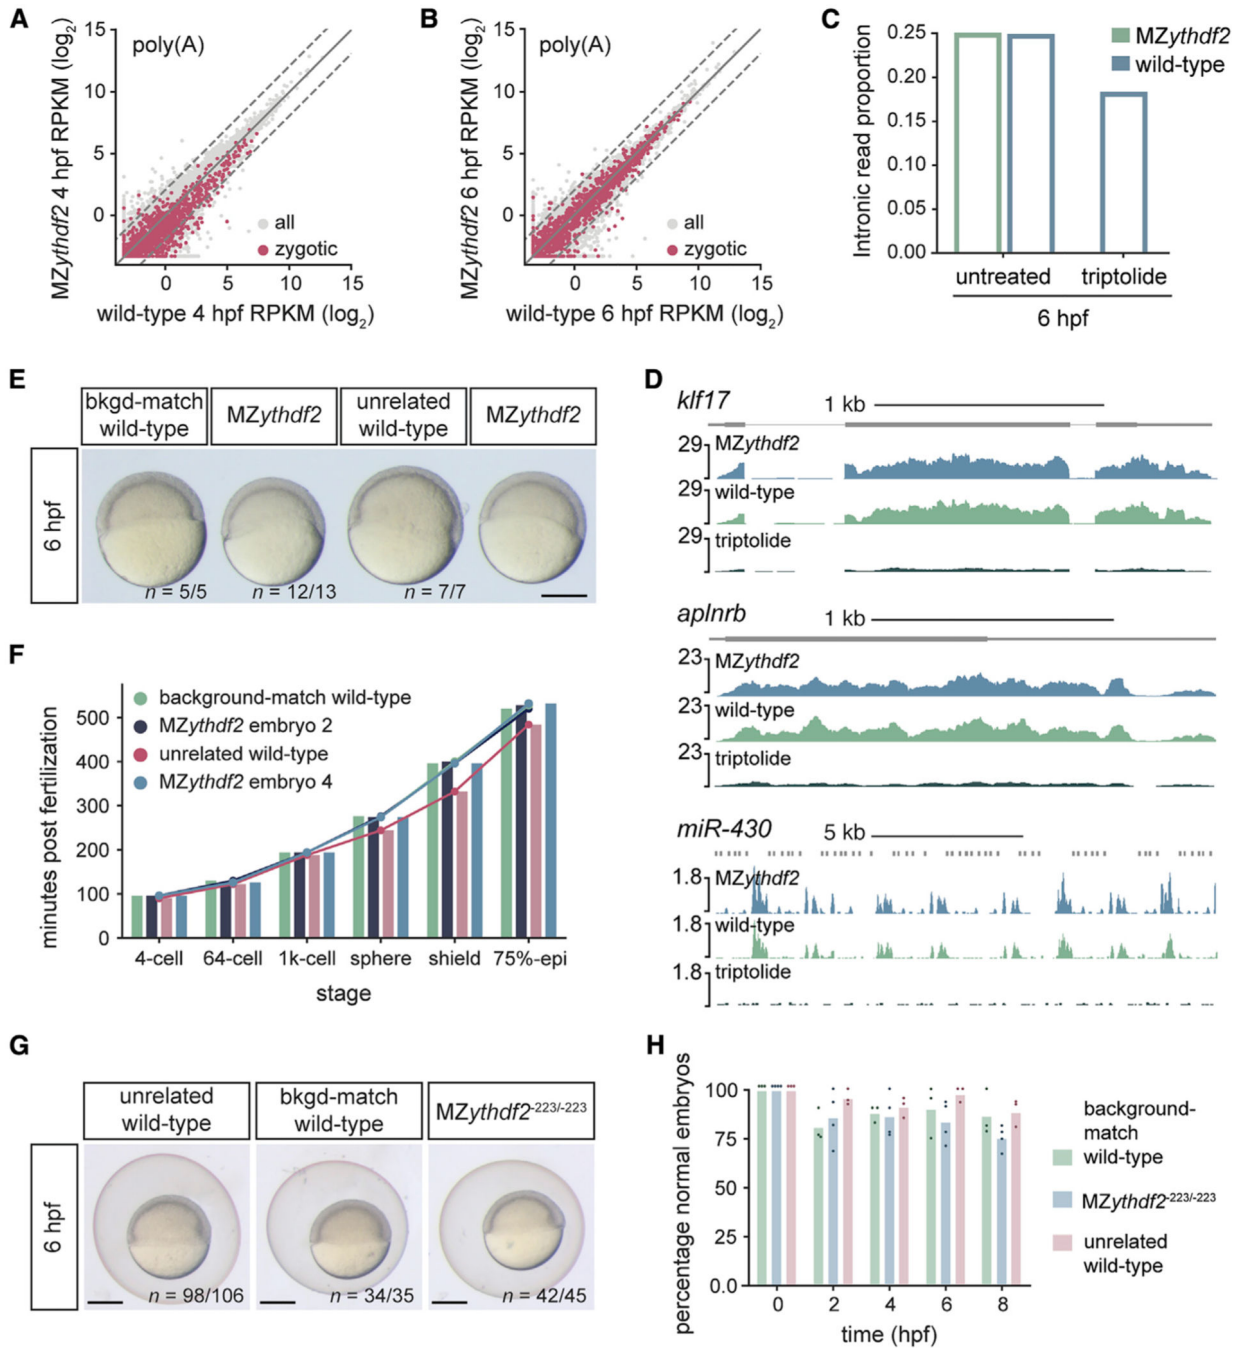 A
poly(A)
MZythdf2 4 hpf RPKM (log2)
15
10
5
0
0 5 10 15
all
zygotic
wild-type 4 hpf RPKM (log2)
B
poly(A)
MZythdf2 6 hpf RPKM (log2)
15
10
5
0
0 5 10 15
all
zygotic
wild-type 6 hpf RPKM (log2)
C
MZythdf2
wild-type
Intronic read proportion
0.25
0.20
0.15
0.10
0.05
0.00
untreated triptolide
6 hpf
E
bkgd-match
wild-type
MZythdf2
unrelated
wild-type
MZythdf2
6 hpf
n = 5/5
n = 12/13
n = 7/7
D
klf17
1 kb
29
MZythdf2
29
wild-type
29
triptolide
aplnrb
1 kb
23
MZythdf2
23
wild-type
23
triptolide
miR-430
5 kb
1.8
MZythdf2
1.8
wild-type
1.8
triptolide
F
background-match wild-type
MZythdf2 embryo 2
unrelated wild-type
MZythdf2 embryo 4
minutes post fertilization
500
400
300
200
100
0
4-cell 64-cell 1k-cell sphere shield 75%-epi
stage
G
unrelated
wild-type
bkgd-match
wild-type
MZythdf2-223/-223
6 hpf
n = 98/106
n = 34/35
n = 42/45
H
percentage normal embryos
100
75
50
25
0.0
0 2 4 6 8
time (hpf)
background-
match
wild-type
MZythdf2-223/-223
unrelated
wild-type